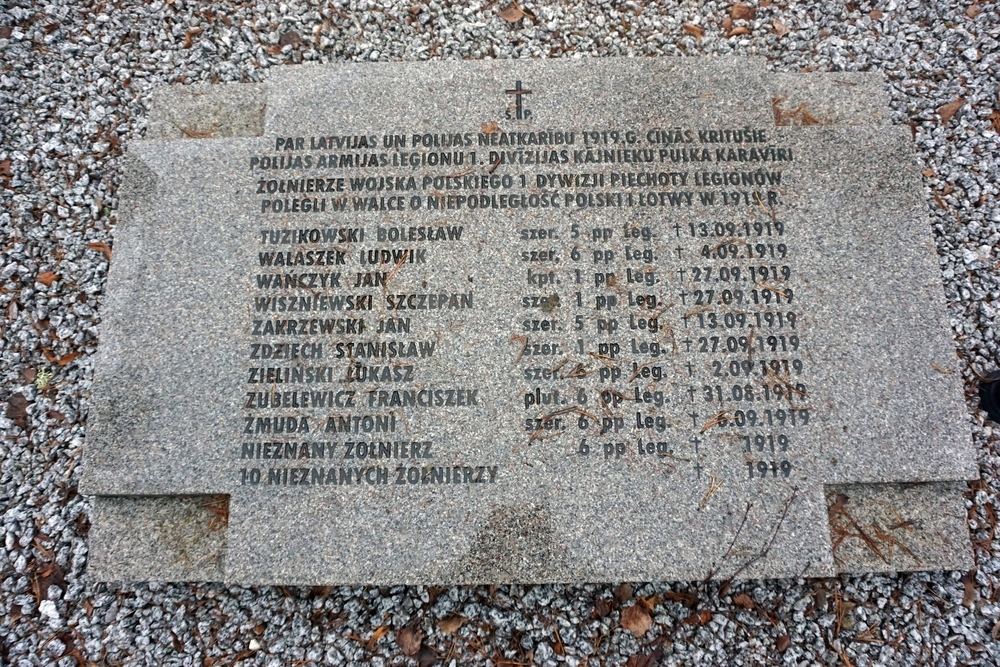 Ś. P.
PAR LATVIJAS UN POLIJAS NEATKARĪBU 1919.G. CĪŅĀS KRITUŠIE
POLIJAS ARMIJAS LEGIONU 1. DIVĪZIJAS KĀJNIEKU PULKA KARAVĪRI
ŻOŁNIERZE WOJSKA POLSKIEGO 1 DYWIZJI PIECHOTY LEGIONÓW
POLEGLI W WALCE O NIEPODLEGŁOŚĆ POLSKI I ŁOTWY W 1919 R.
TUZIKOWSKI BOLESŁAW szer. 5 pp Leg. † 13.09.1919
WALASZEK LUDWIK szer. 6 pp Leg. † 4.09.1919
WAŃCZYK JAN kpt. 1 pp Leg. † 27.09.1919
WISZNIEWSKI SZCZEPAN szer. 1 pp Leg. † 27.09.1919
ZAKRZEWSKI JAN szer. 5 pp Leg. † 13.09.1919
ZDZIECH STANISŁAW szer. 1 pp Leg. † 27.09.1919
ZIELIŃSKI ŁUKASZ szer. pp Leg. † 2.09.1919
ZUBELEWICZ FRANCISZEK plut. 6 pp Leg. † 31.08.1919
ŻMUDA ANTONI szer. 6 pp Leg. †
NIEZNANY ŻOŁNIERZ 6 pp Leg. † 1919
10 NIEZNANYCH ŻOŁNIERZY † 1919